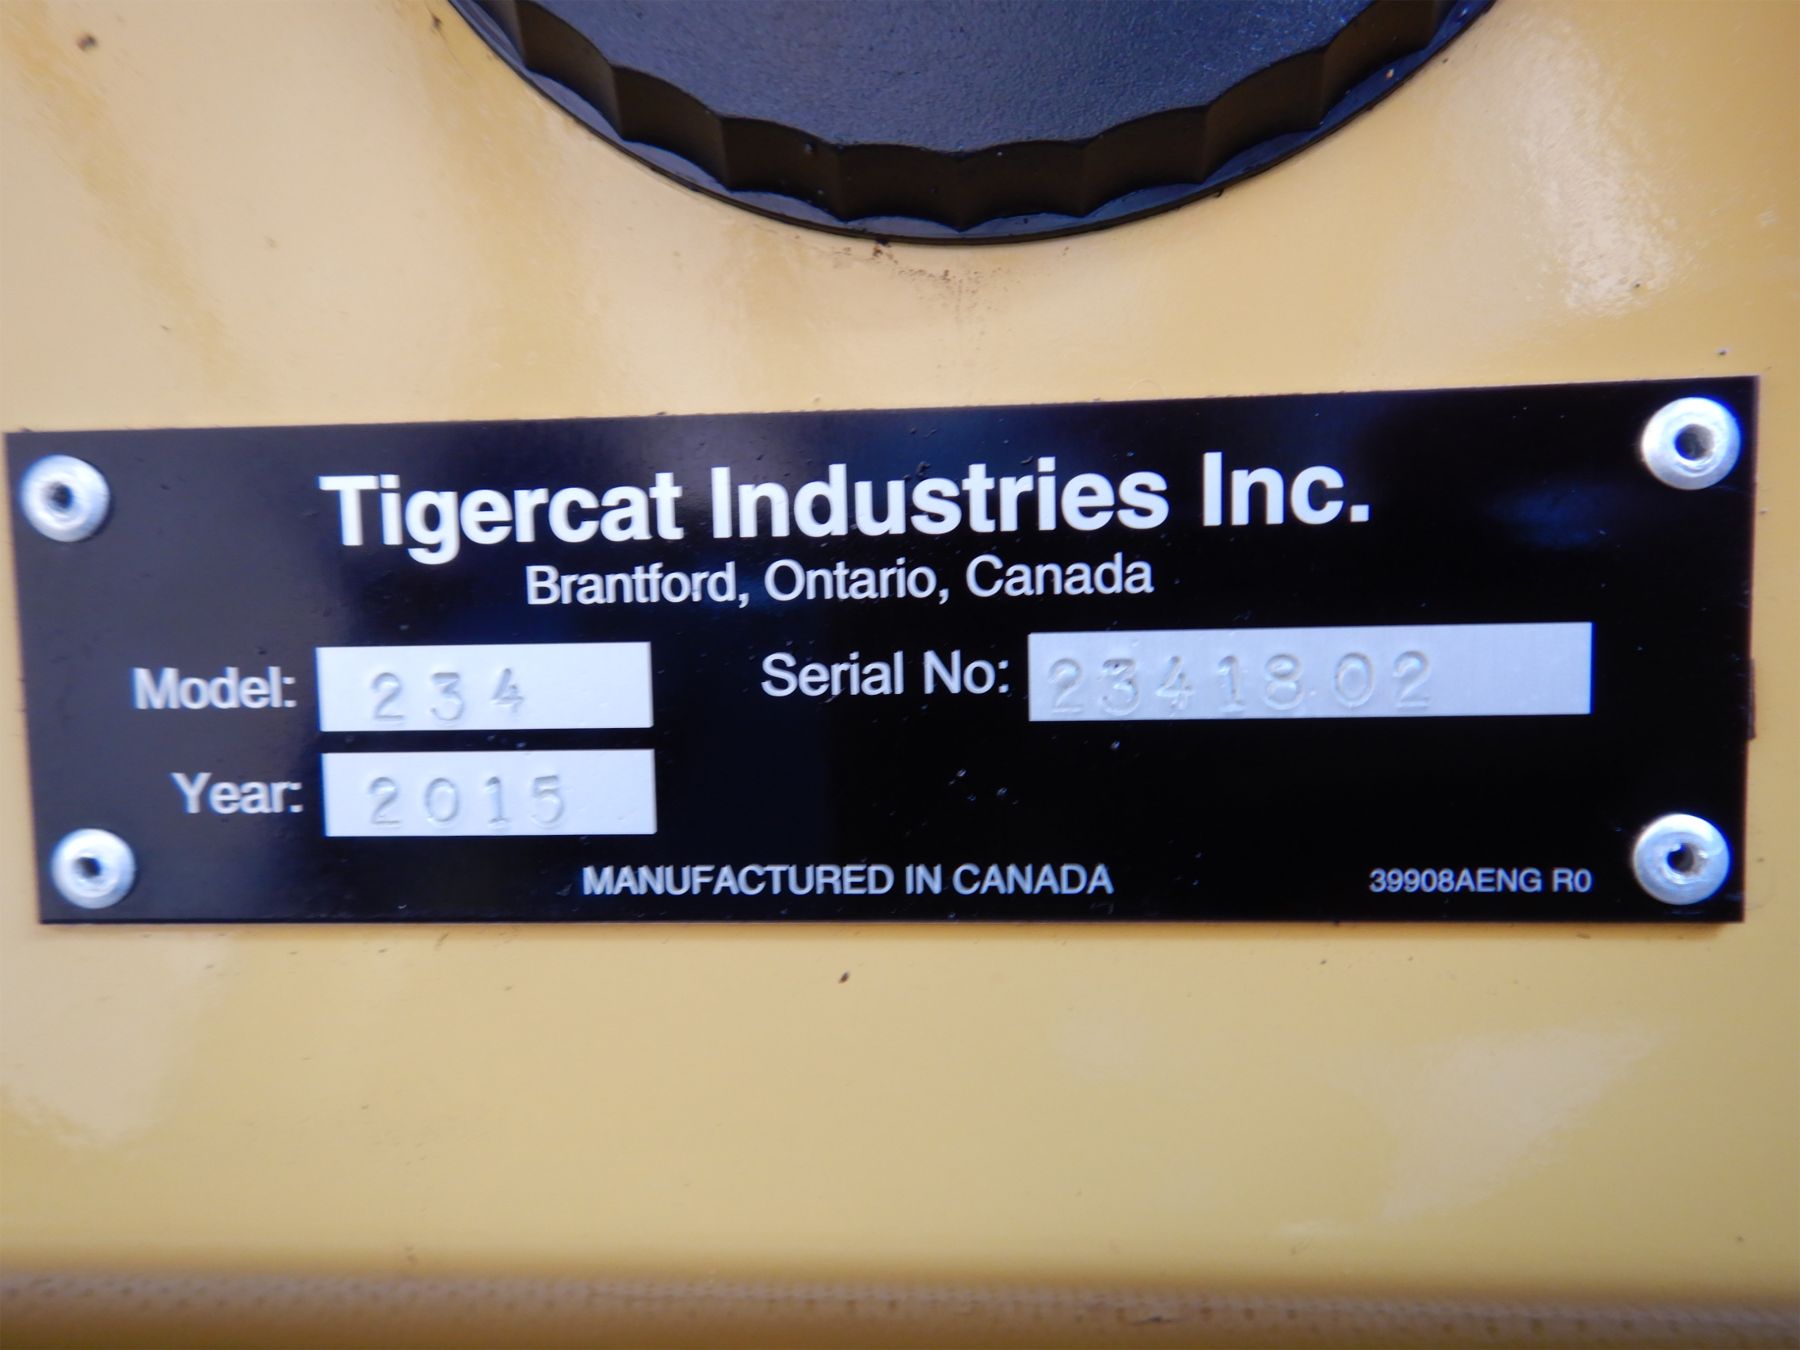 Tigercat Industries Inc.
Brantford, Ontario, Canada
Model: 234 Serial No: 2341802
Year: 2015
MANUFACTURED IN CANADA 39908AENG R0